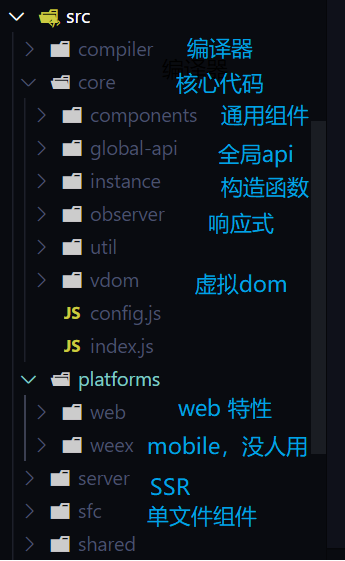 src
compiler 编译器
core 核心代码
components 通用组件
global-api 全局api
instance 构造函数
observer 响应式
util
vdom 虚拟dom
JS config.js
JS index.js
platforms
web web 特性
weex mobile，没人用
server SSR
sfc 单文件组件
shared